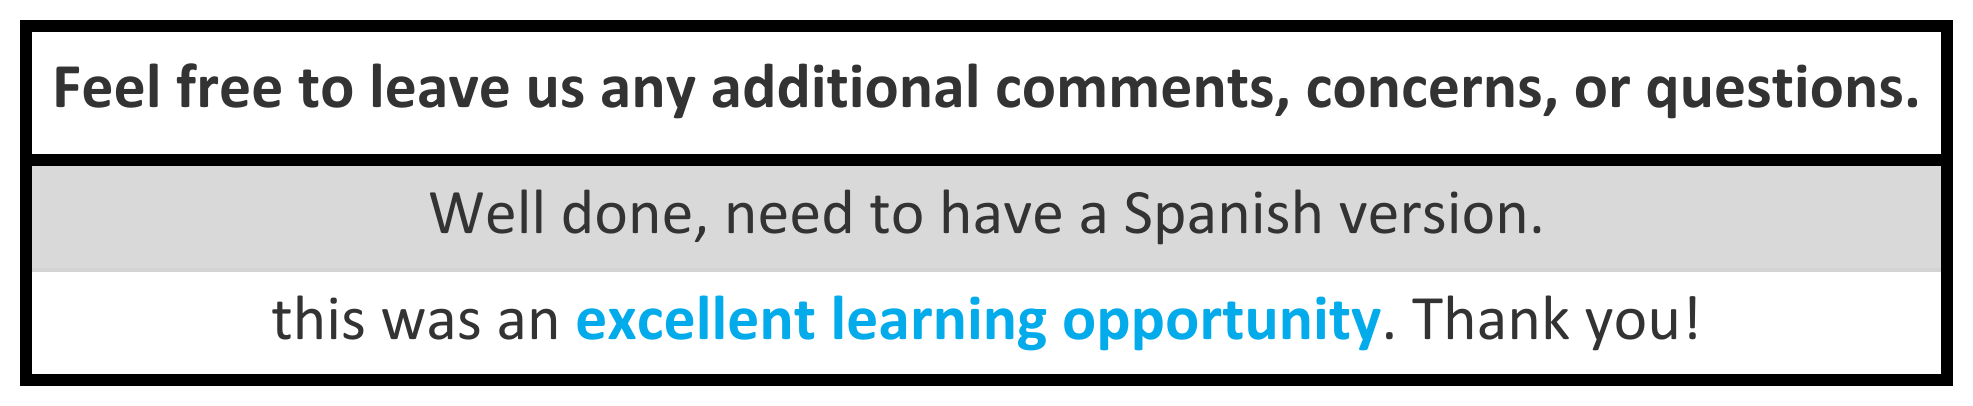 Feel free to leave us any additional comments, concerns, or questions.
Well done, need to have a Spanish version.
this was an excellent learning opportunity. Thank you!